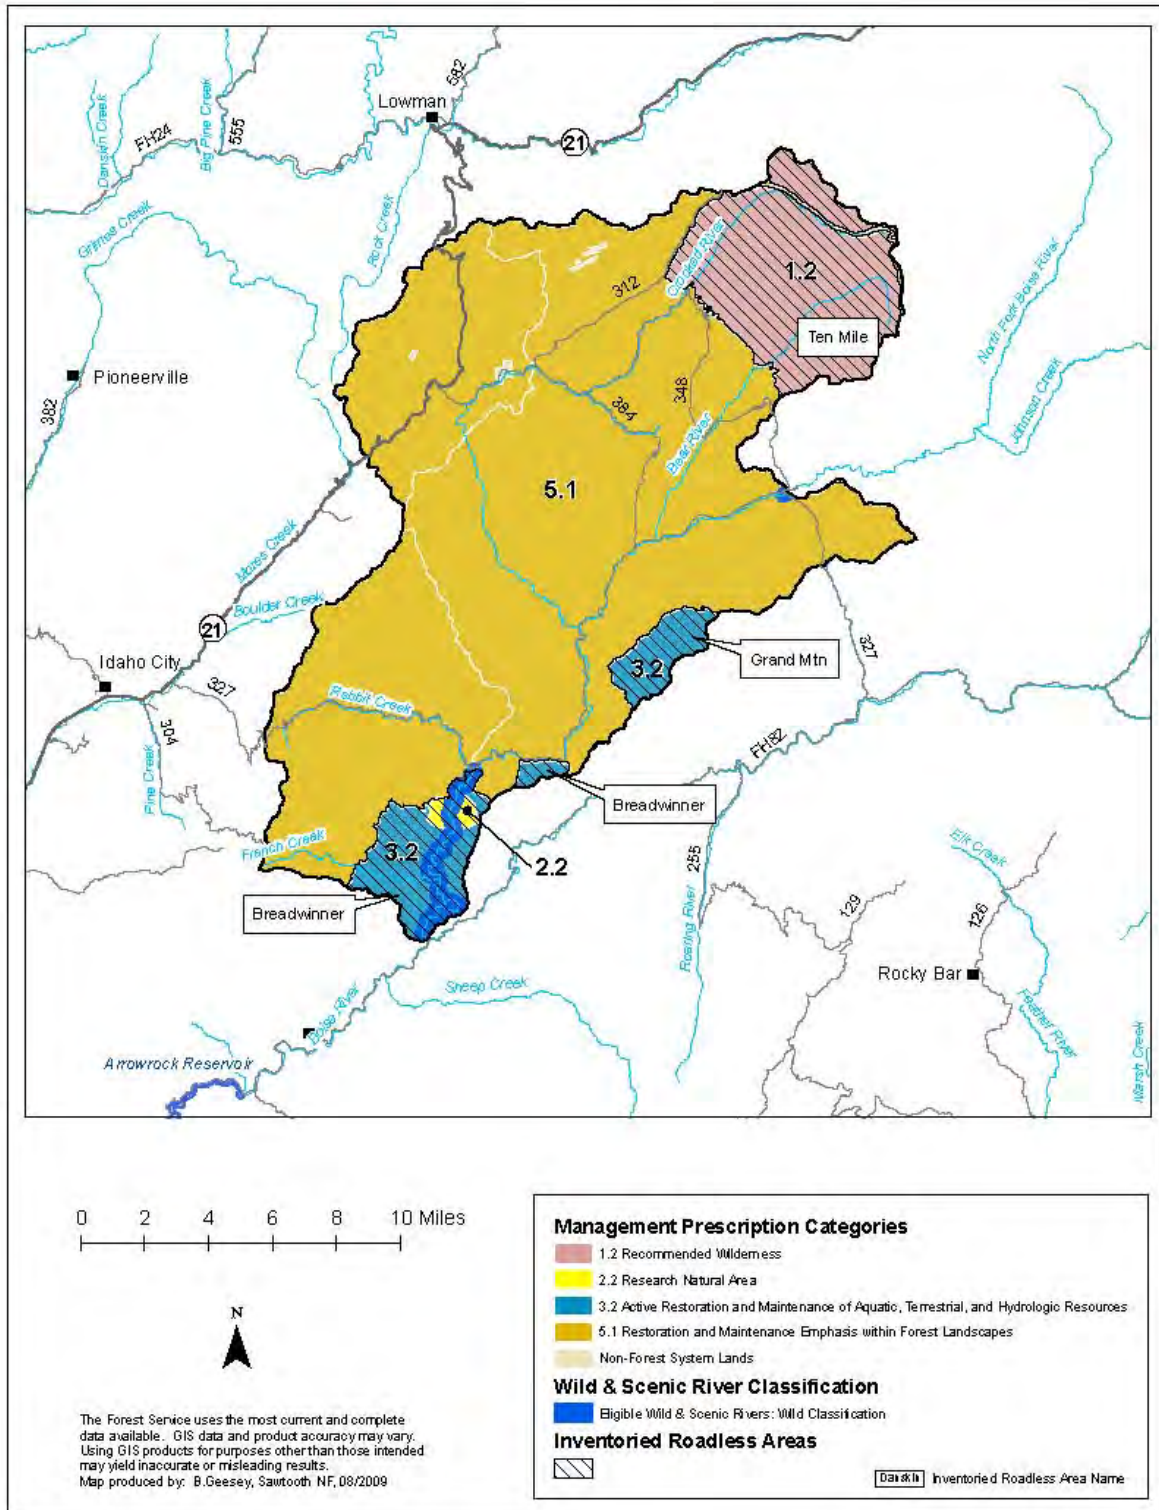 582
Lowman
Danskin Creek
Big Pine Creek
FH24
555
21
Grimes Creek
Rock Creek
Crooked River
1.2
312
North Fork Boise River
Ten Mile
Pioneerville
382
348
384
Johnson Creek
Bear River
5.1
Mores Creek
Boulder Creek
21
Idaho City
Grand Mtn
3.2
327
327
Rabbit Creek
304
FH82
Pine Creek
Breadwinner
French Creek
3.2
2.2
255
Elk Creek
Breadwinner
129
126
Roaring River
Rocky Bar
Sheep Creek
Boise River
Feather River
Arrowrock Reservoir
Marsh Creek
0 2 4 6 8 10 Miles
N
The Forest Service uses the most current and complete
data available. GIS data and product accuracy may vary.
Using GIS products for purposes other than those intended
may yield inaccurate or misleading results.
Map produced by: B.Geesey, Sawtooth NF, 08/2009
Management Prescription Categories
1.2 Recommended Wilderness
2.2 Research Natural Area
3.2 Active Restoration and Maintenance of Aquatic, Terrestrial, and Hydrologic Resources
5.1 Restoration and Maintenance Emphasis within Forest Landscapes
Non-Forest System Lands
Wild & Scenic River Classification
Eligible Wild & Scenic Rivers: Wild Classification
Inventoried Roadless Areas
Danskin Inventoried Roadless Area Name